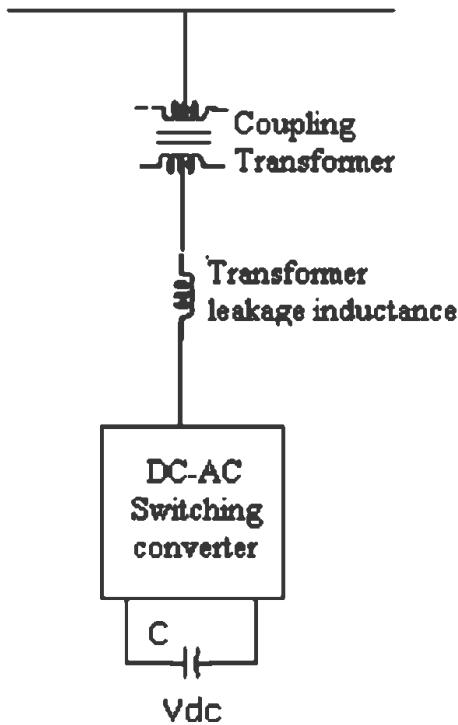 Coupling
Transformer
Transformer
leakage inductance
DC-AC
Switching
converter
C
Vdc